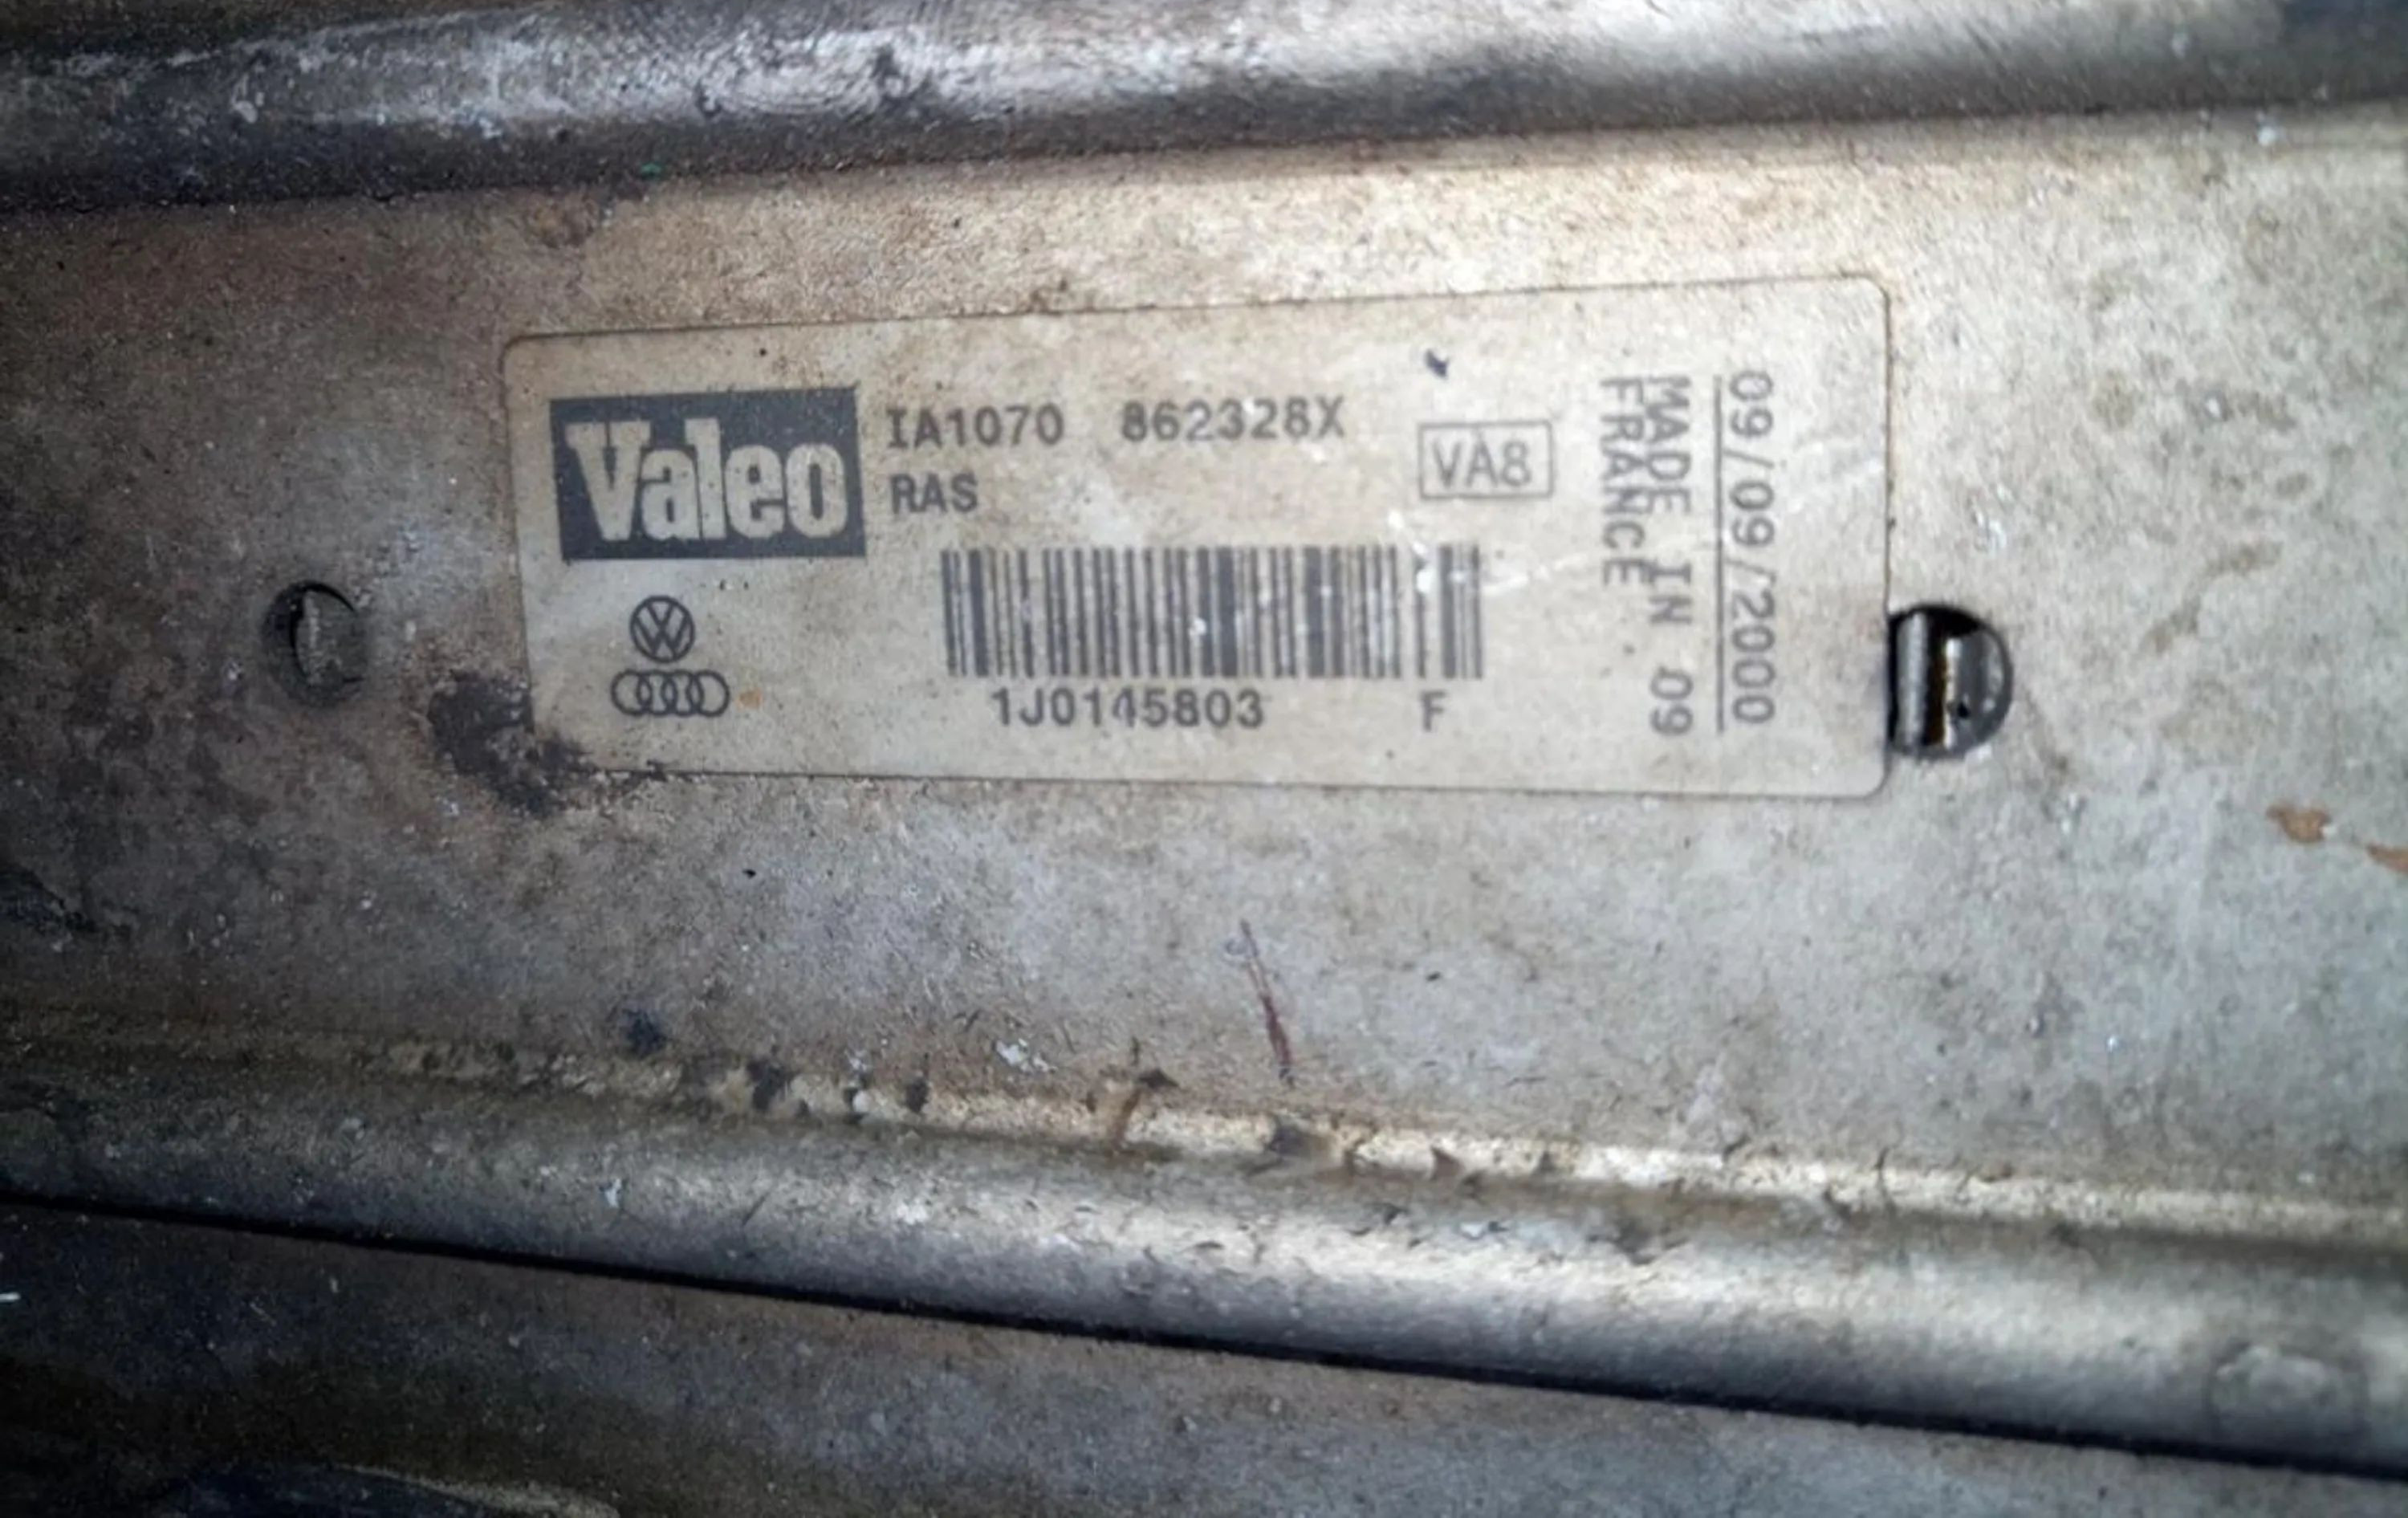 Valeo
IA1070 862328X
RAS
VA8
1J0145803 F
09/09/2000
MADE IN 09
FRANCE